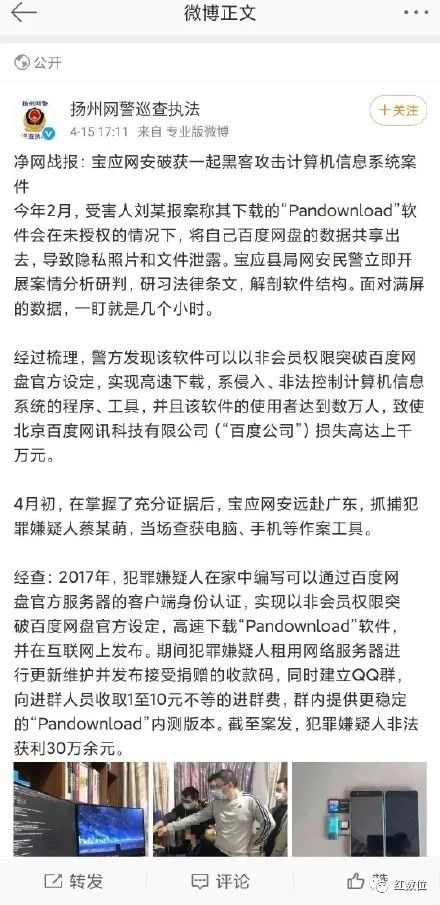 微博正文
公开
扬州网警巡查执法
4-15 17:11 来自 专业版微博
+关注
净网战报：宝应网安破获一起黑客攻击计算机信息系统案
件
今年2月，受害人刘某报案称其下载的“Pandownload”软
件会在未授权的情况下，将自己百度网盘的数据共享出
去，导致隐私照片和文件泄露。宝应县局网安民警立即开
展案情分析研判，研习法律条文，解剖软件结构。面对满屏
的数据，一盯就是几个小时。
经过梳理，警方发现该软件可以以非会员权限突破百度网
盘官方设定，实现高速下载，系侵入、非法控制计算机信息
系统的程序、工具，并且该软件的使用者达到数万人，致使
北京百度网讯科技有限公司（“百度公司”）损失高达上千
万元。
4月初，在掌握了充分证据后，宝应网安远赴广东，抓捕犯
罪嫌疑人蔡某萌，当场查获电脑、手机等作案工具。
经查：2017年，犯罪嫌疑人在家中编写可以通过百度网
盘官方服务器的客户端身份认证，实现以非会员权限突
破百度网盘官方设定，高速下载“Pandownload”软件，
并在互联网上发布。期间犯罪嫌疑人租用网络服务器进
行更新维护并发布接受捐赠的收款码，同时建立QQ群，
向进群人员收取1至10元不等的进群费，群内提供更稳定
的“Pandownload”内测版本。截至案发，犯罪嫌疑人非法
获利30万余元。
转发
评论
赞
红数位